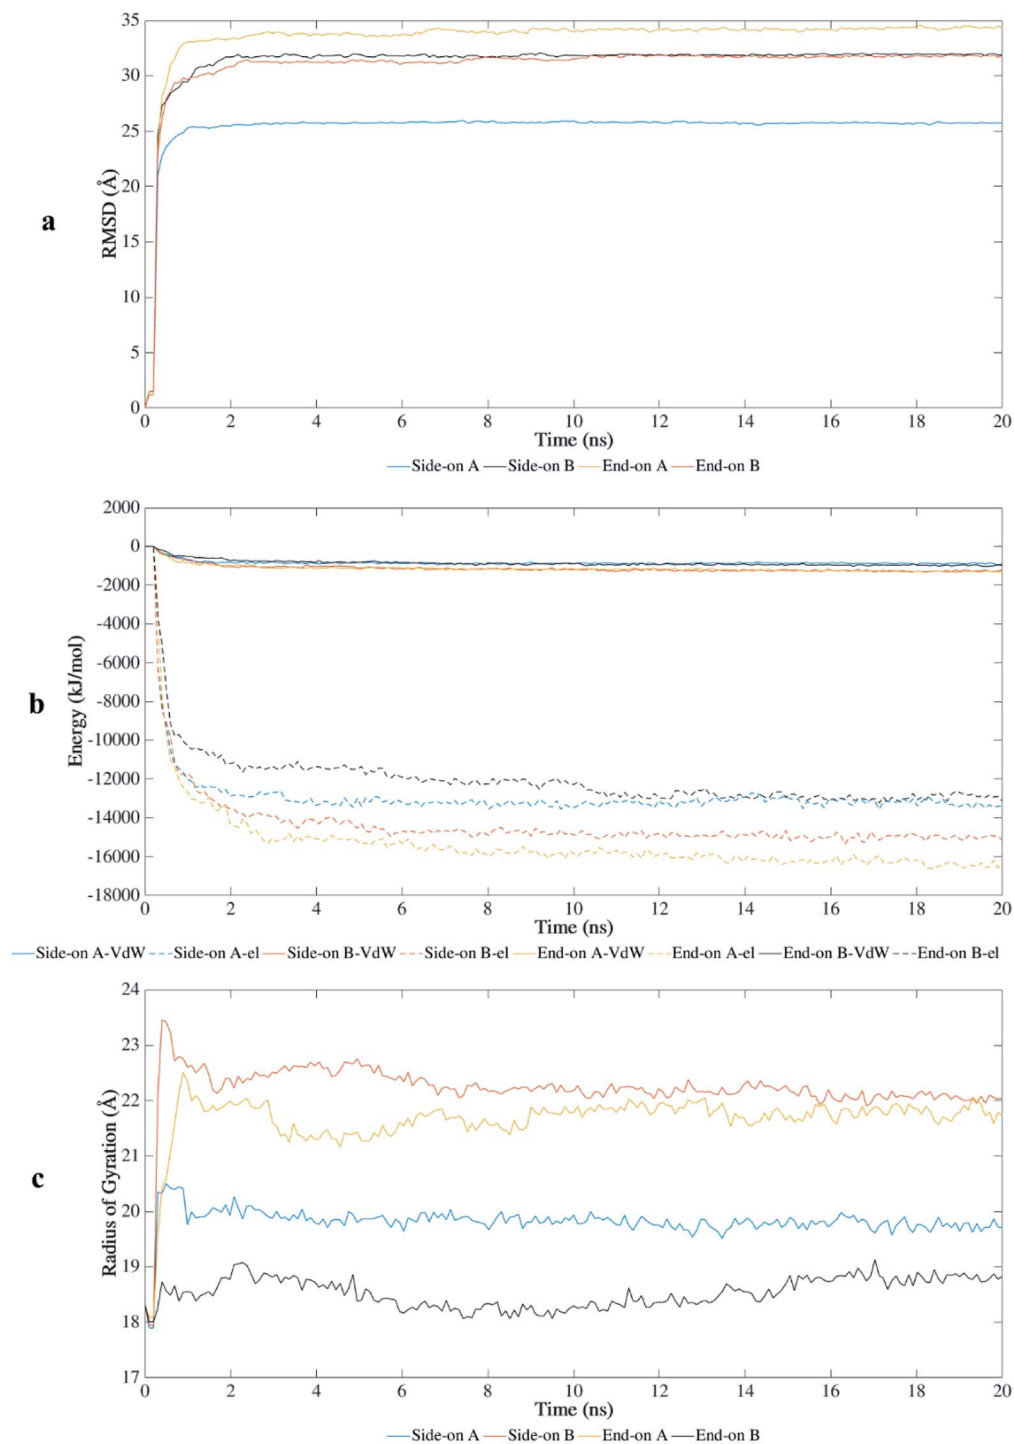 35
30
25
20
15
10
5
0
RMSD (Å)
a
0 2 4 6 8 10 12 14 16 18 20
Time (ns)
Side-on A Side-on B End-on A End-on B
2000
0
-2000
-4000
-6000
-8000
-10000
-12000
-14000
-16000
-18000
Energy (kJ/mol)
b
0 2 4 6 8 10 12 14 16 18 20
Time (ns)
Side-on A-VdW Side-on A-el Side-on B-VdW Side-on B-el End-on A-VdW End-on A-el End-on B-VdW End-on B-el
24
23
22
21
20
19
18
17
Radius of Gyration (Å)
c
0 2 4 6 8 10 12 14 16 18 20
Time (ns)
Side-on A Side-on B End-on A End-on B